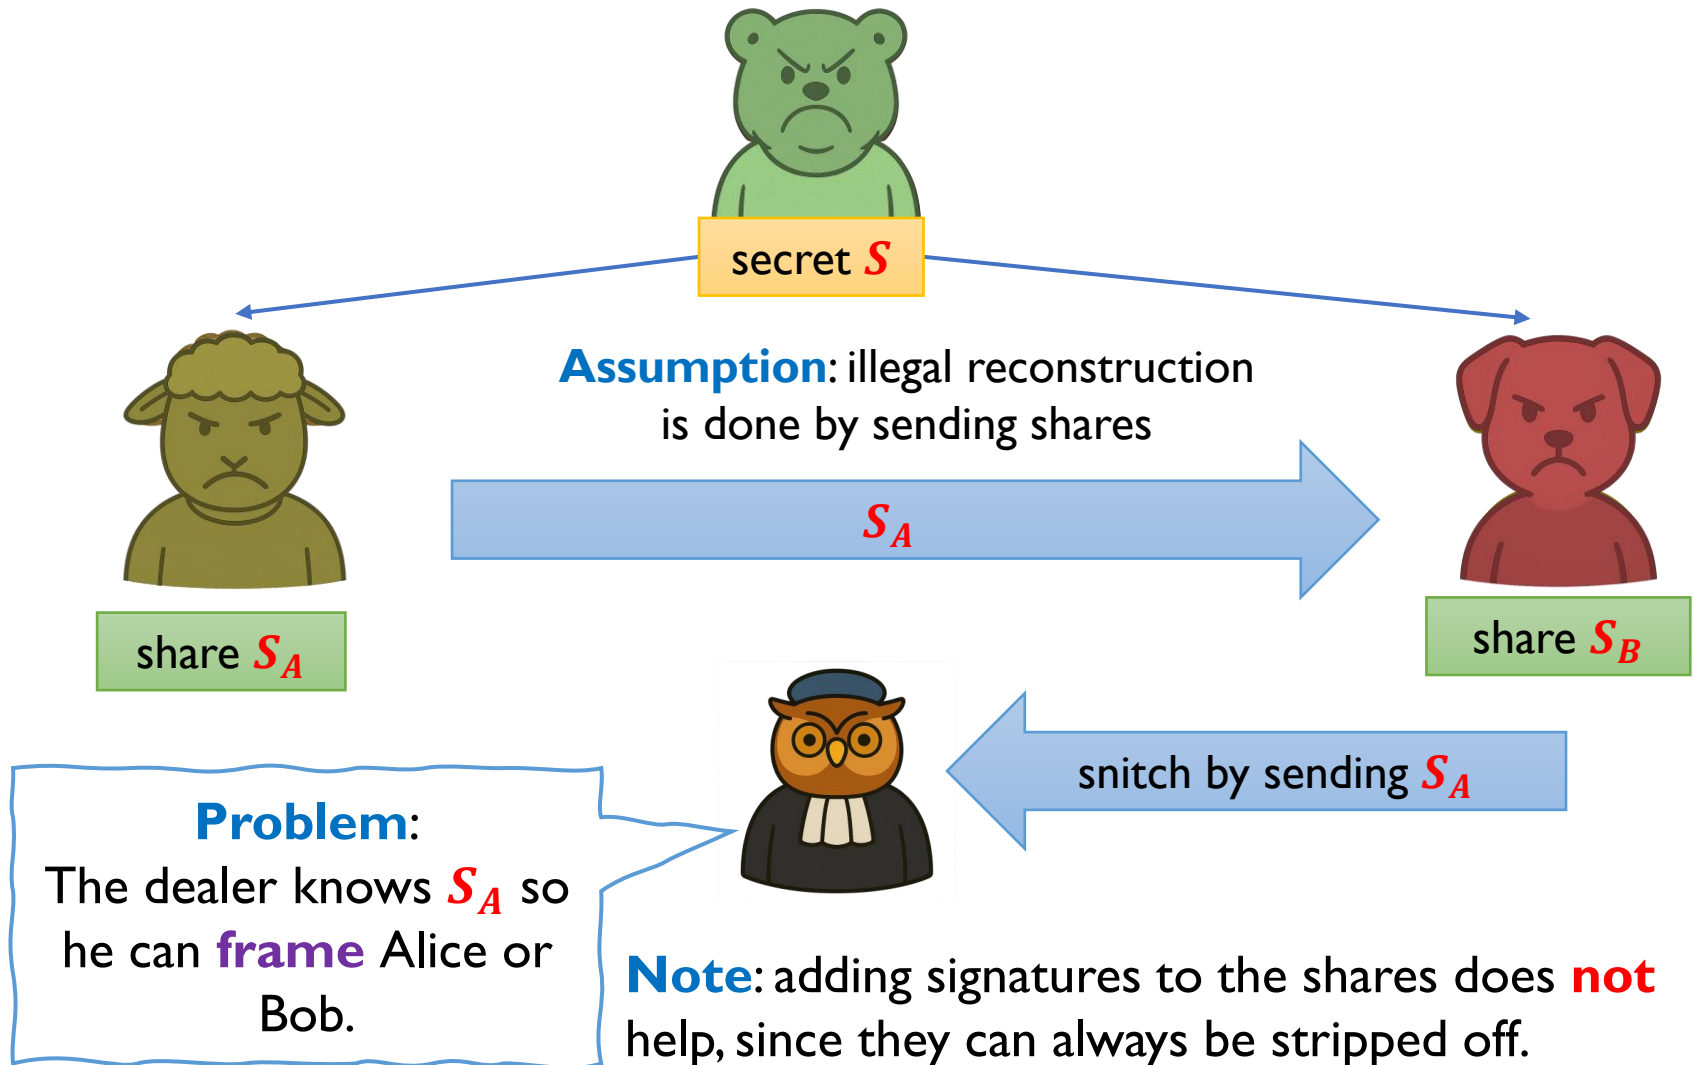 secret S
Assumption: illegal reconstruction
is done by sending shares
S_A
share S_A
share S_B
snitch by sending S_A
Problem:
The dealer knows S_A so
he can frame Alice or
Bob.
Note: adding signatures to the shares does not
help, since they can always be stripped off.